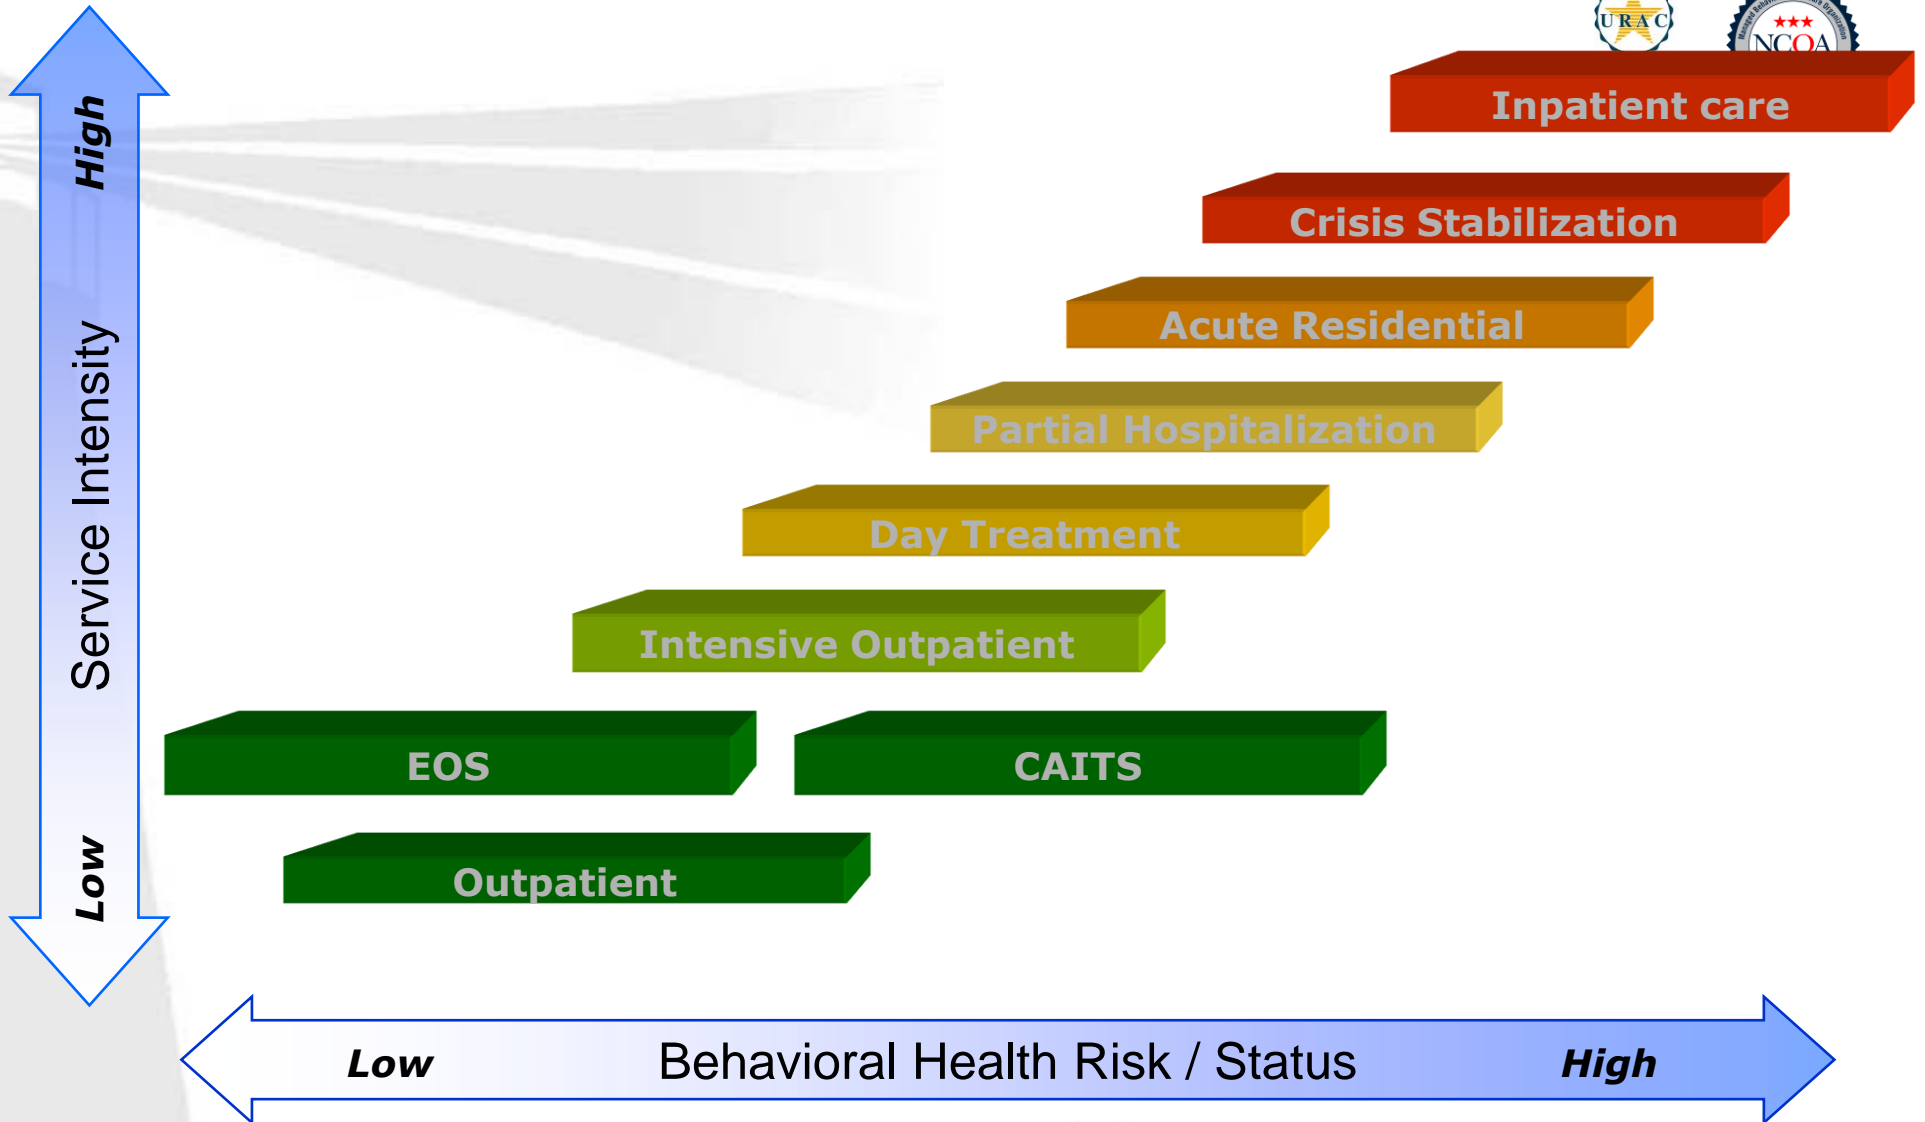 URAC
NCQA
Inpatient care
Crisis Stabilization
Acute Residential
Partial Hospitalization
Day Treatment
Intensive Outpatient
EOS
CAITS
Outpatient
High
Service Intensity
Low
Low
Behavioral Health Risk / Status
High